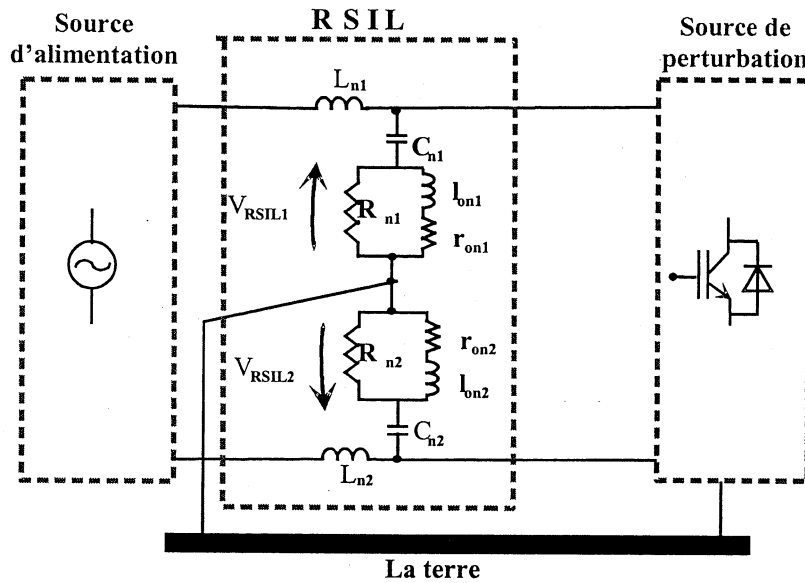 Source
d'alimentation
RSIL
Source de
perturbation
Ln1
Cn1
VRSIL1
Rn1
lon1
ron1
VRSIL2
Rn2
ron2
lon2
Cn2
Ln2
La terre